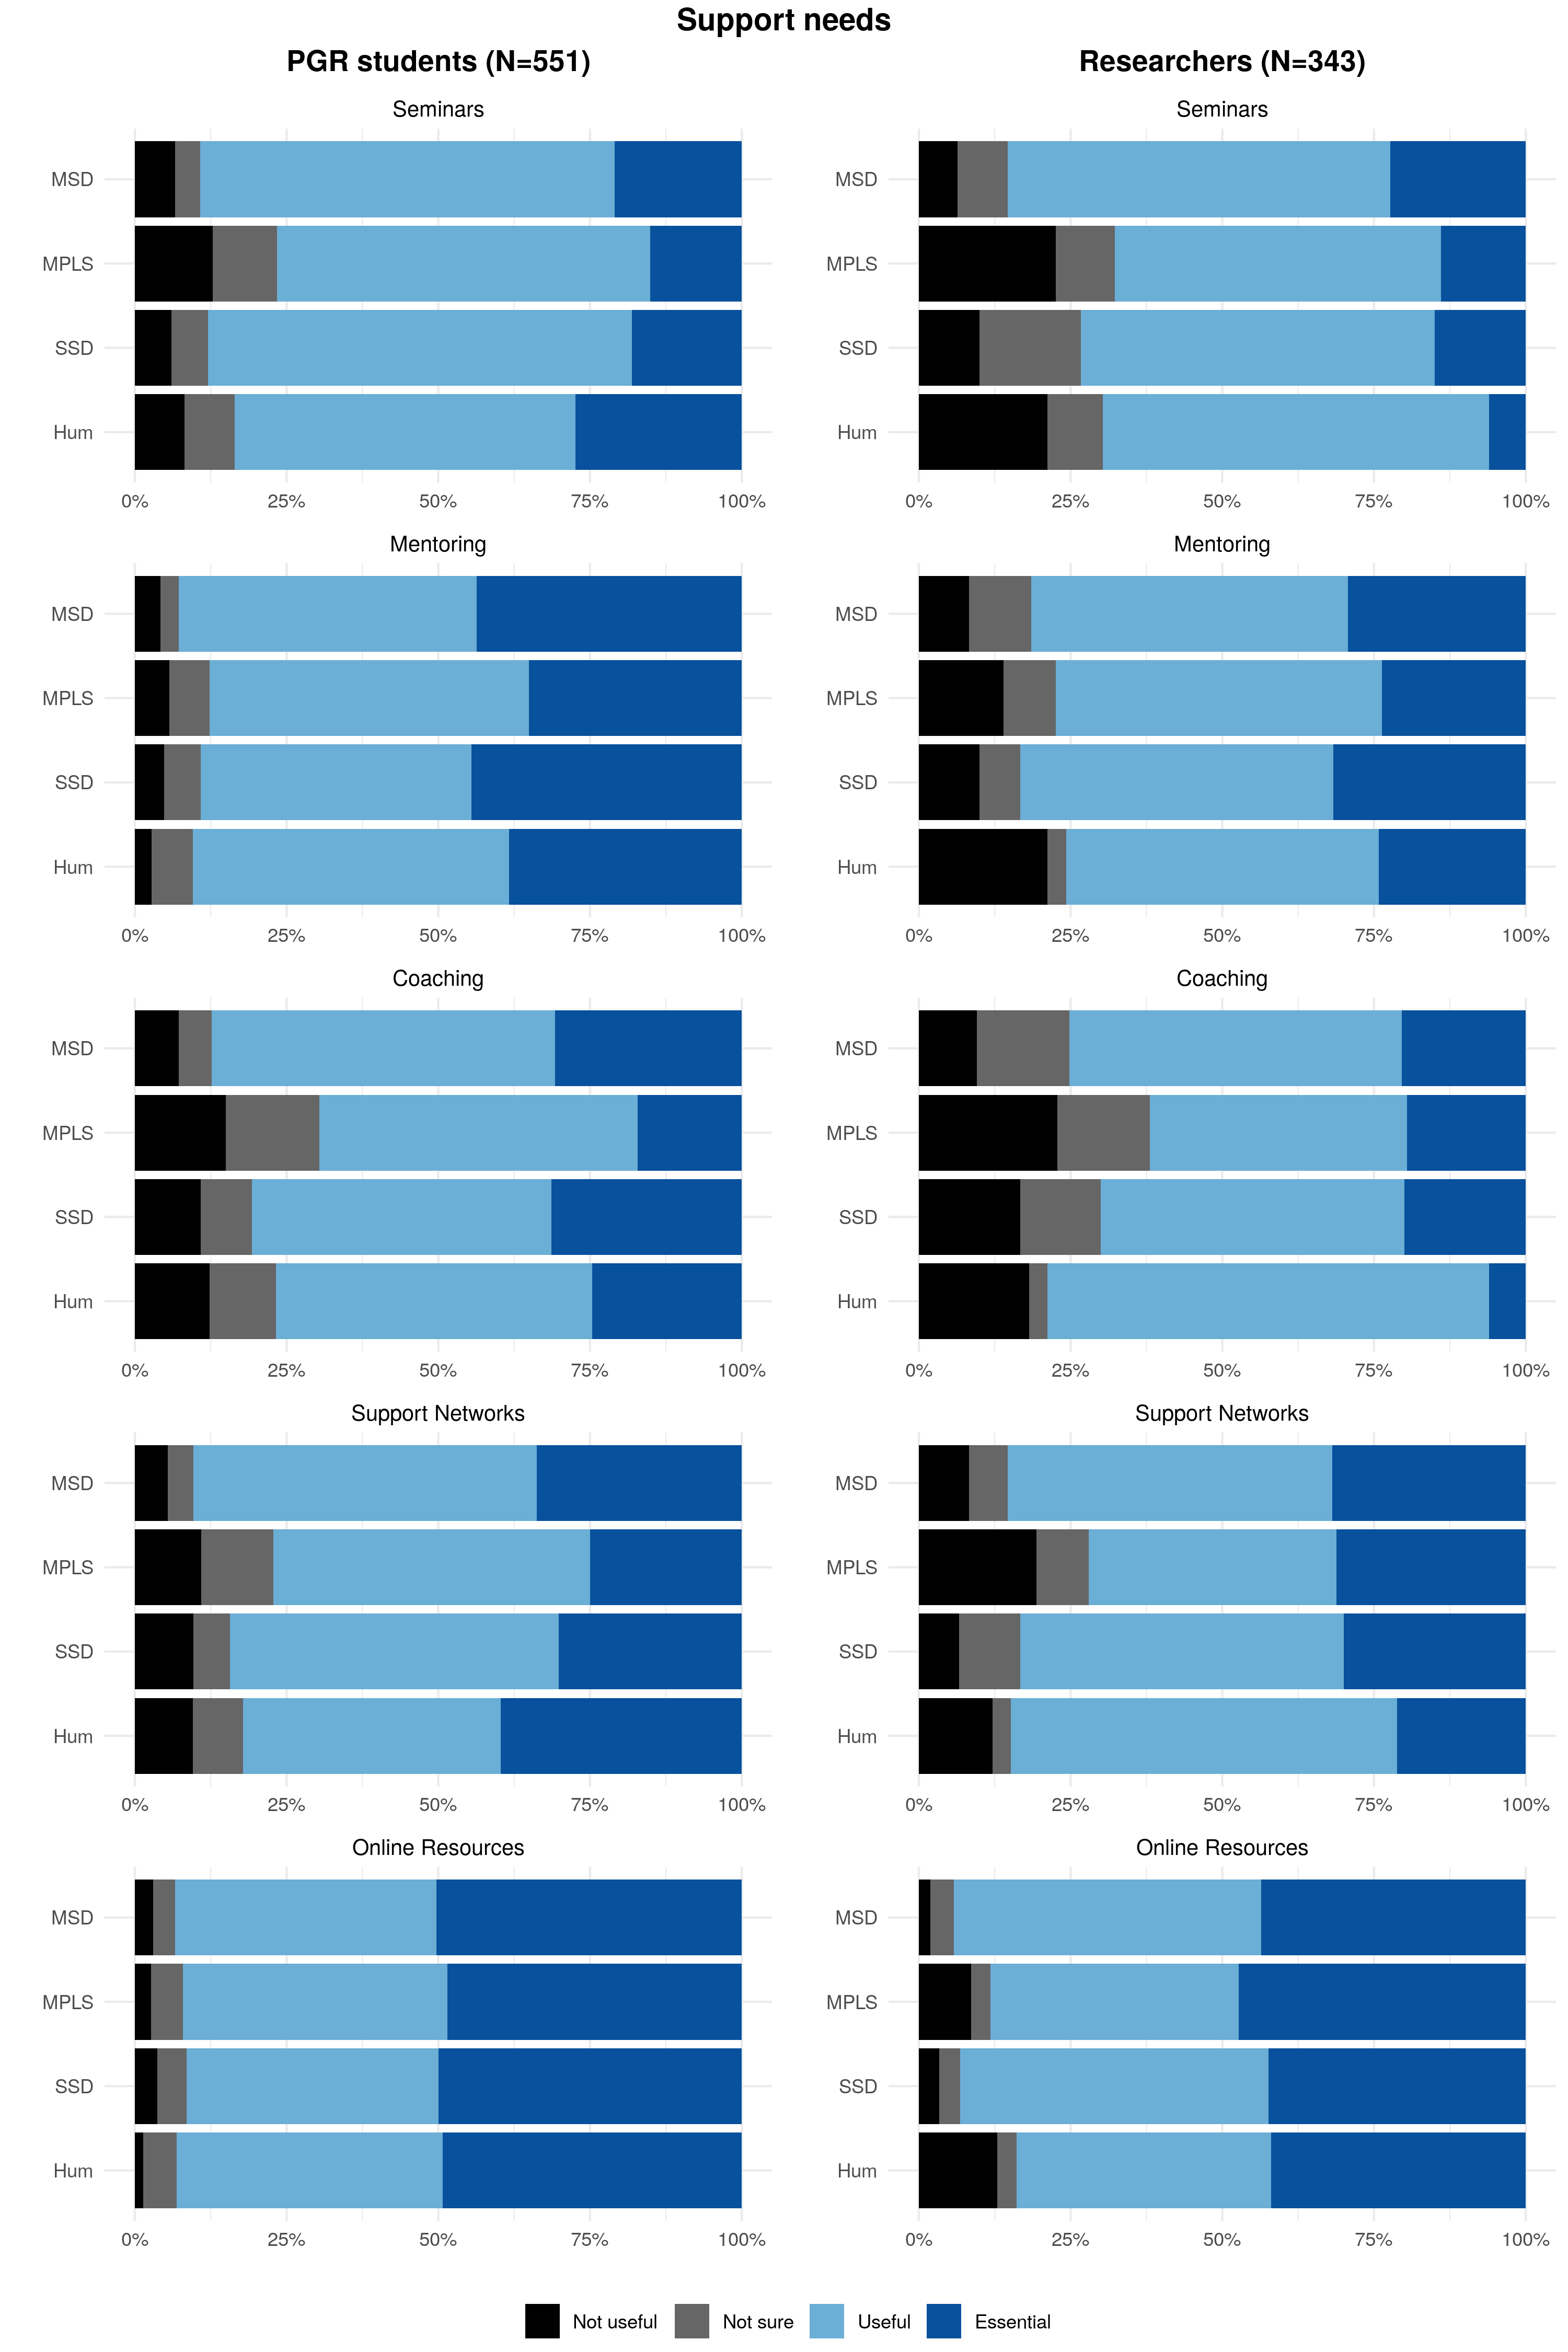 Support needs
PGR students (N=551)
Researchers (N=343)
Seminars
MSD
MPLS
SSD
Hum
0% 25% 50% 75% 100%
Seminars
MSD
MPLS
SSD
Hum
0% 25% 50% 75% 100%
Mentoring
MSD
MPLS
SSD
Hum
0% 25% 50% 75% 100%
Mentoring
MSD
MPLS
SSD
Hum
0% 25% 50% 75% 100%
Coaching
MSD
MPLS
SSD
Hum
0% 25% 50% 75% 100%
Coaching
MSD
MPLS
SSD
Hum
0% 25% 50% 75% 100%
Support Networks
MSD
MPLS
SSD
Hum
0% 25% 50% 75% 100%
Support Networks
MSD
MPLS
SSD
Hum
0% 25% 50% 75% 100%
Online Resources
MSD
MPLS
SSD
Hum
0% 25% 50% 75% 100%
Online Resources
MSD
MPLS
SSD
Hum
0% 25% 50% 75% 100%
Not useful Not sure Useful Essential